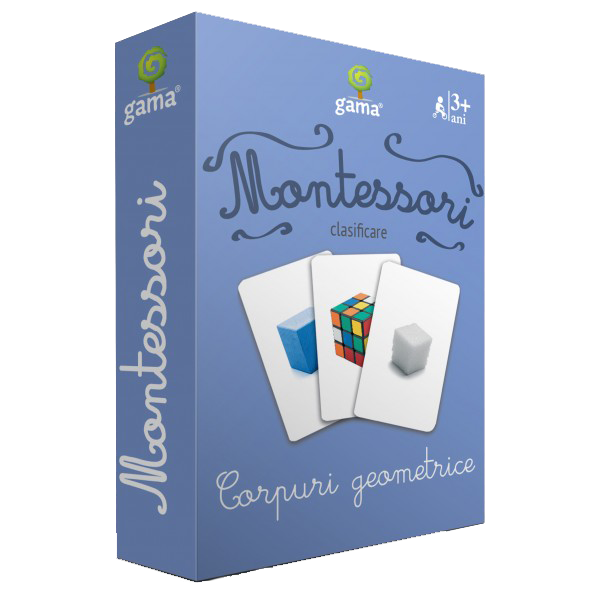 gama®
Montessori
gama®
3+
ani
Montessori
clasificare
Corpuri geometrice